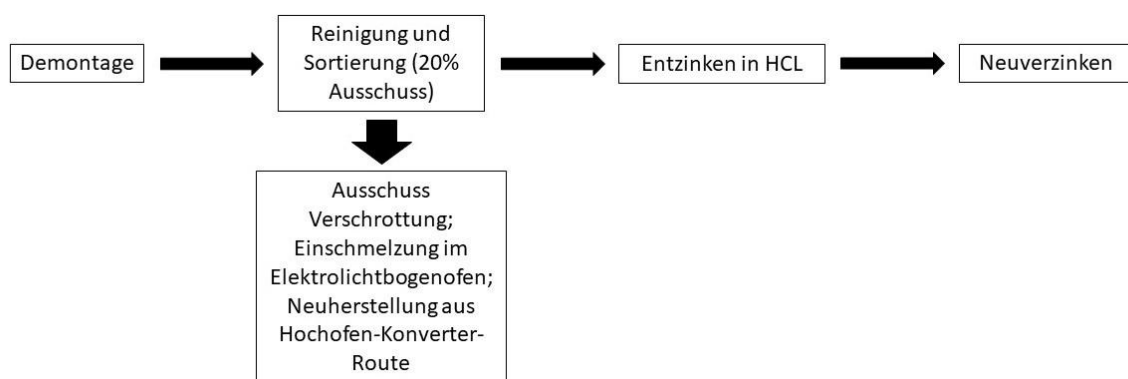 Demontage
Reinigung und
Sortierung (20%
Ausschuss)
Entzinken in HCL
Neuverzinken
Ausschuss
Verschrottung;
Einschmelzung im
Elektrolichtbogenofen;
Neuherstellung aus
Hochofen-Konverter-
Route